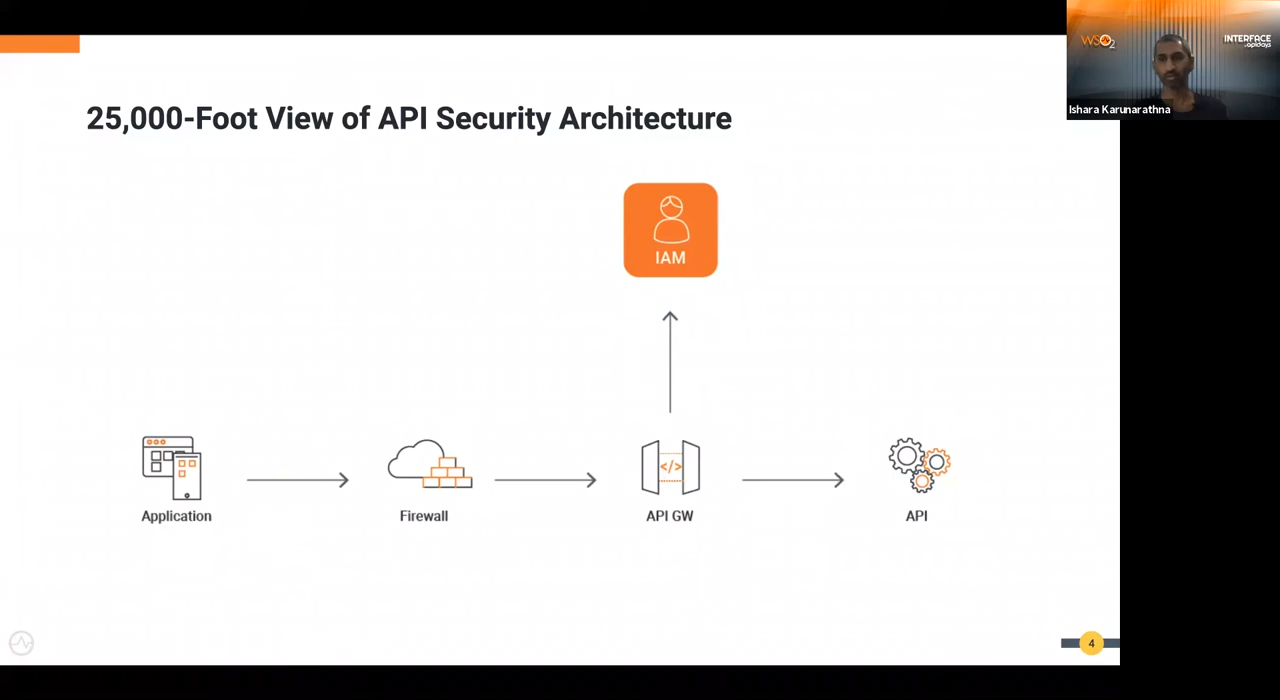 25,000-Foot View of API Security Architecture
WSO2
INTERFACE
apidays
Ishara Karunarathna
IAM
</>
Application
Firewall
API GW
API
4